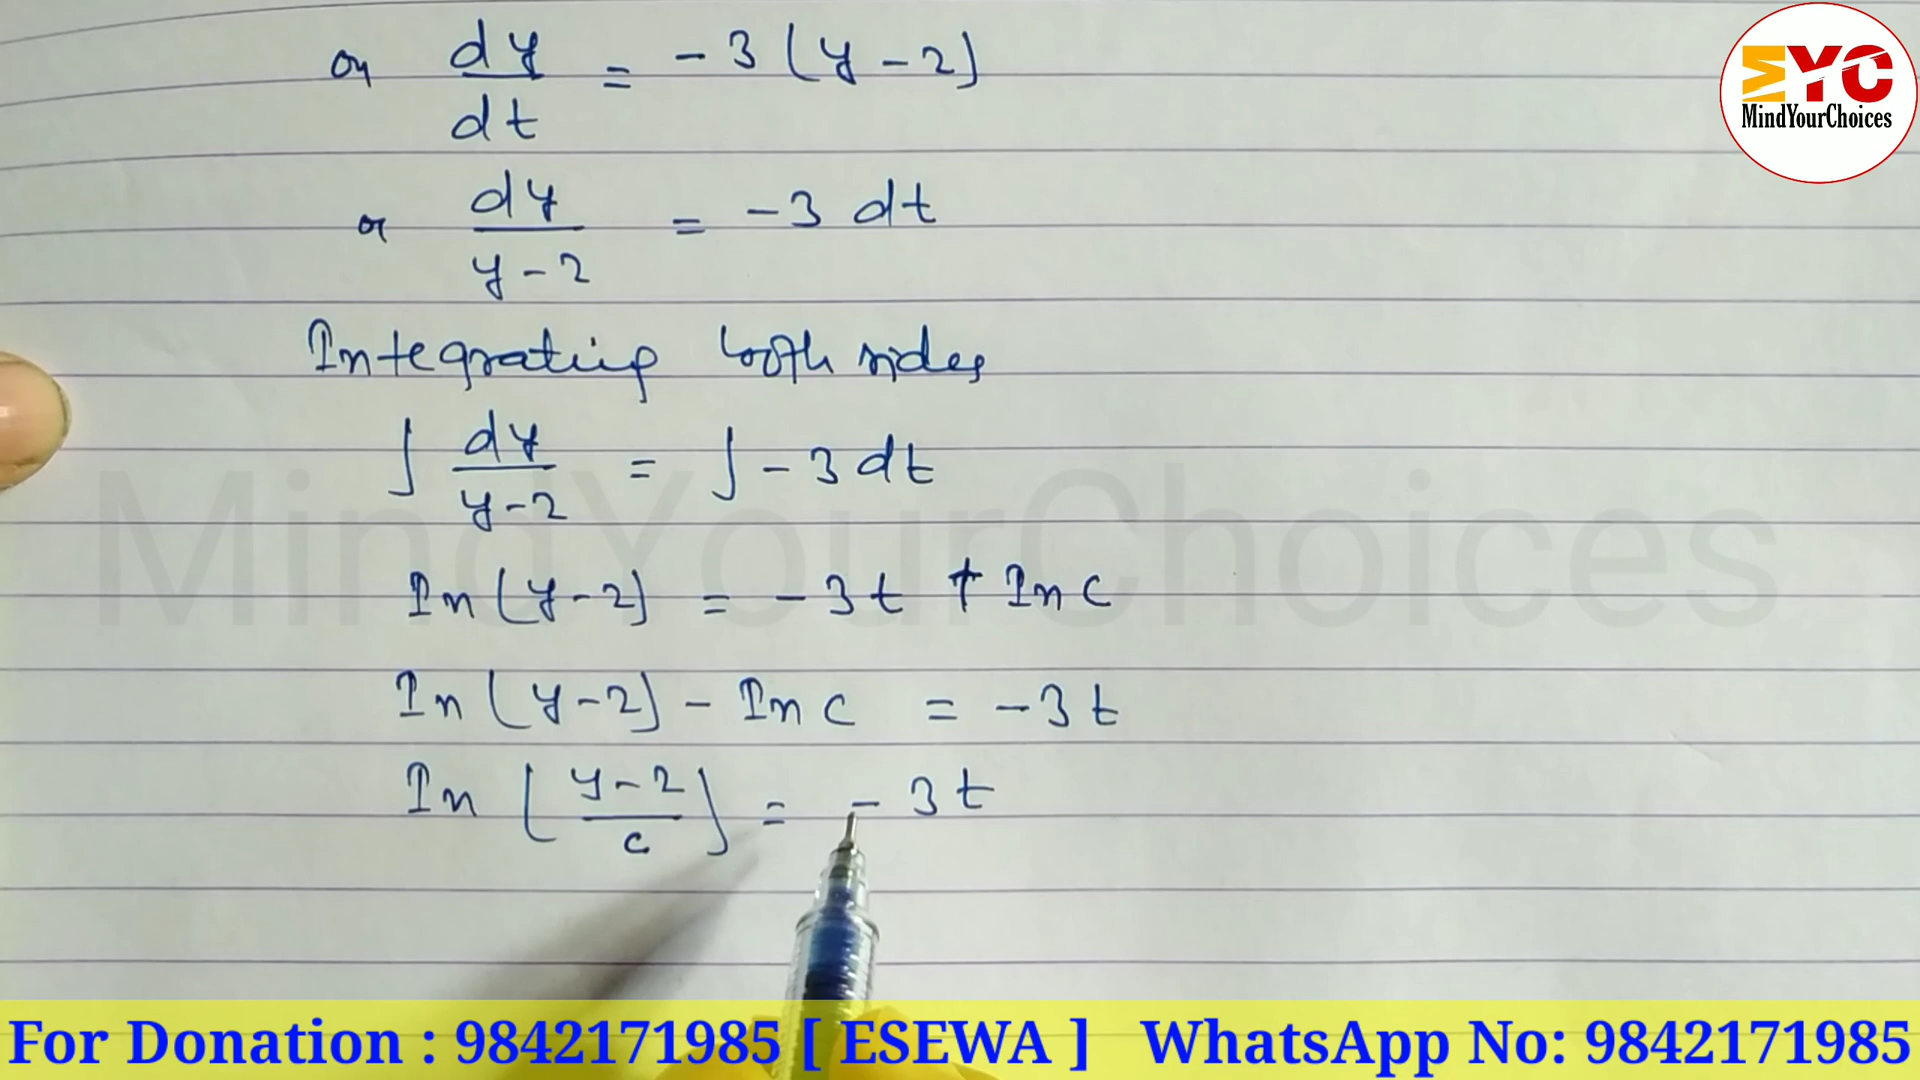 or dy/dt = -3 (y - 2)
or dy/y-2 = -3 dt
Integrating both sides
∫ dy/y-2 = ∫ -3 dt
In (y-2) = -3t + In c
In (y-2) - In c = -3t
In (y-2/c) = -3t
MYC
MindYourChoices
MindYourChoices
For Donation : 9842171985 [ ESEWA ] WhatsApp No: 9842171985